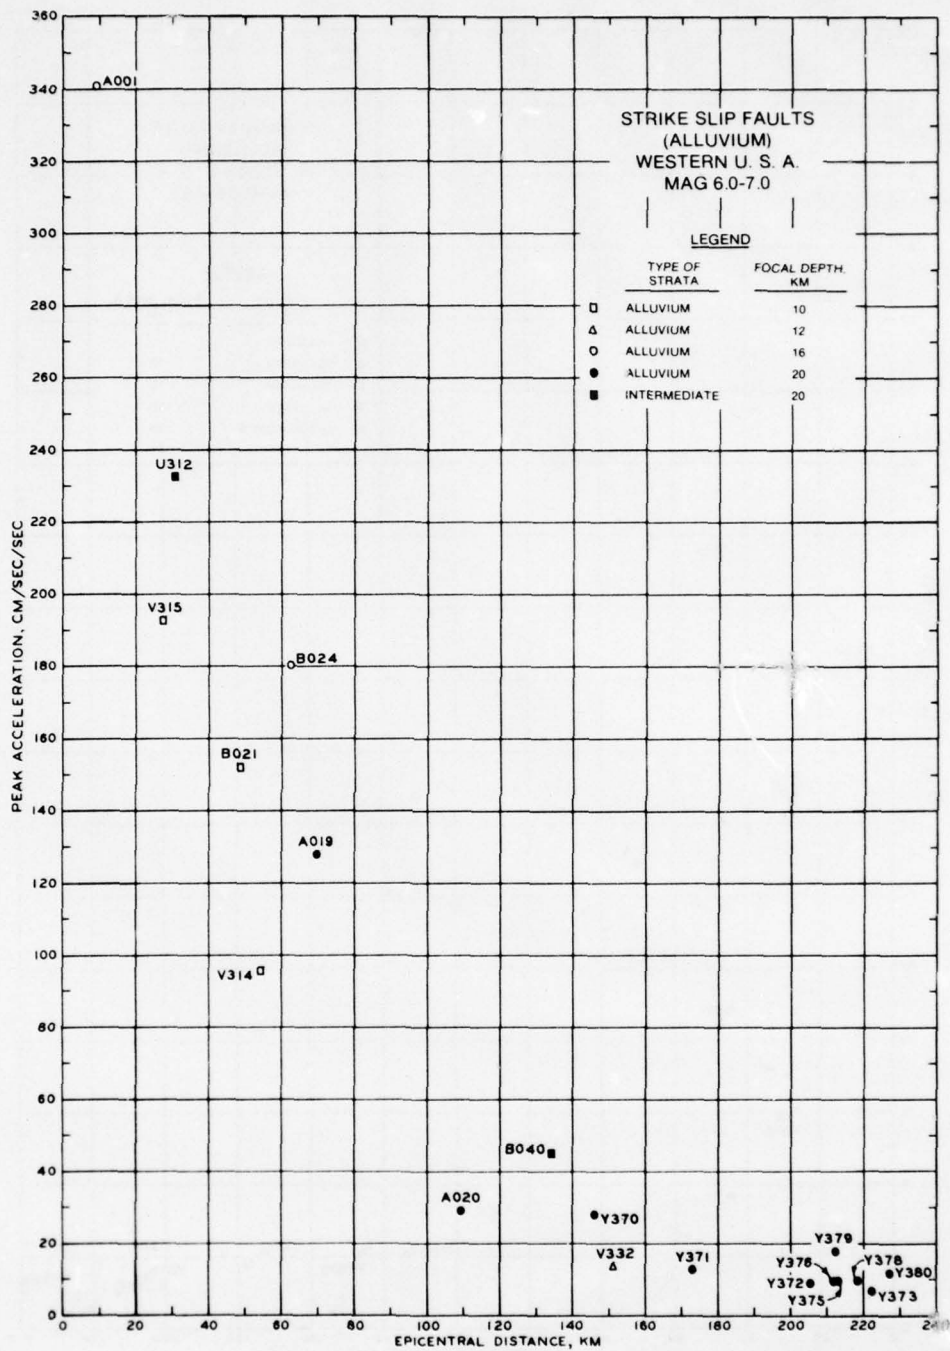 360
340
320
300
280
260
240
220
200
180
160
140
120
100
80
60
40
20
0
PEAK ACCELERATION, CM/SEC/SEC
STRIKE SLIP FAULTS
(ALLUVIUM)
WESTERN U. S. A.
MAG 6.0-7.0
LEGEND
TYPE OF STRATA
FOCAL DEPTH, KM
ALLUVIUM 10
ALLUVIUM 12
ALLUVIUM 16
ALLUVIUM 20
INTERMEDIATE 20
A001
U312
V315
B024
B021
A019
V314
B040
A020
Y370
V332
Y371
Y379
Y376
Y378
Y372
Y380
Y375
Y373
0 20 40 60 80 100 120 140 160 180 200 220 240
EPICENTRAL DISTANCE, KM